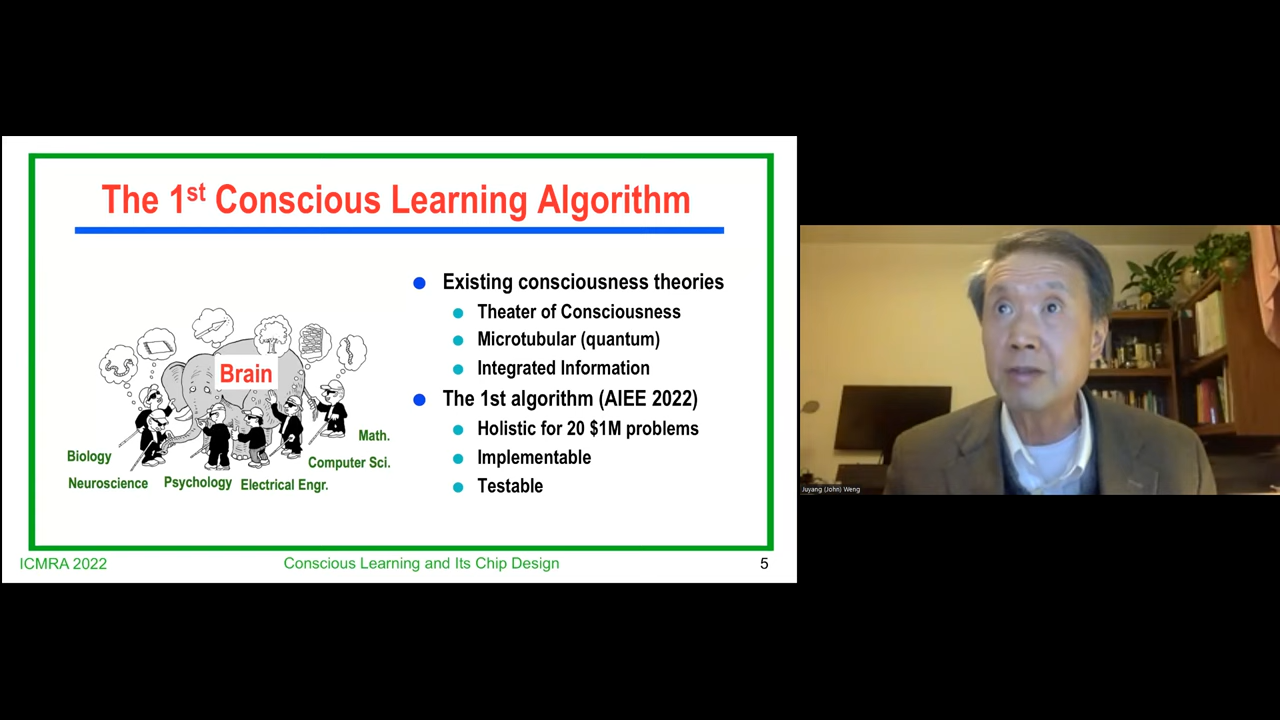 The 1st Conscious Learning Algorithm
Existing consciousness theories
Theater of Consciousness
Microtubular (quantum)
Integrated Information
The 1st algorithm (AIEE 2022)
Holistic for 20 $1M problems
Implementable
Testable
Brain
Math.
Biology
Computer Sci.
Neuroscience
Psychology
Electrical Engr.
ICMRA 2022
Conscious Learning and Its Chip Design
5
Juyang (John) Weng